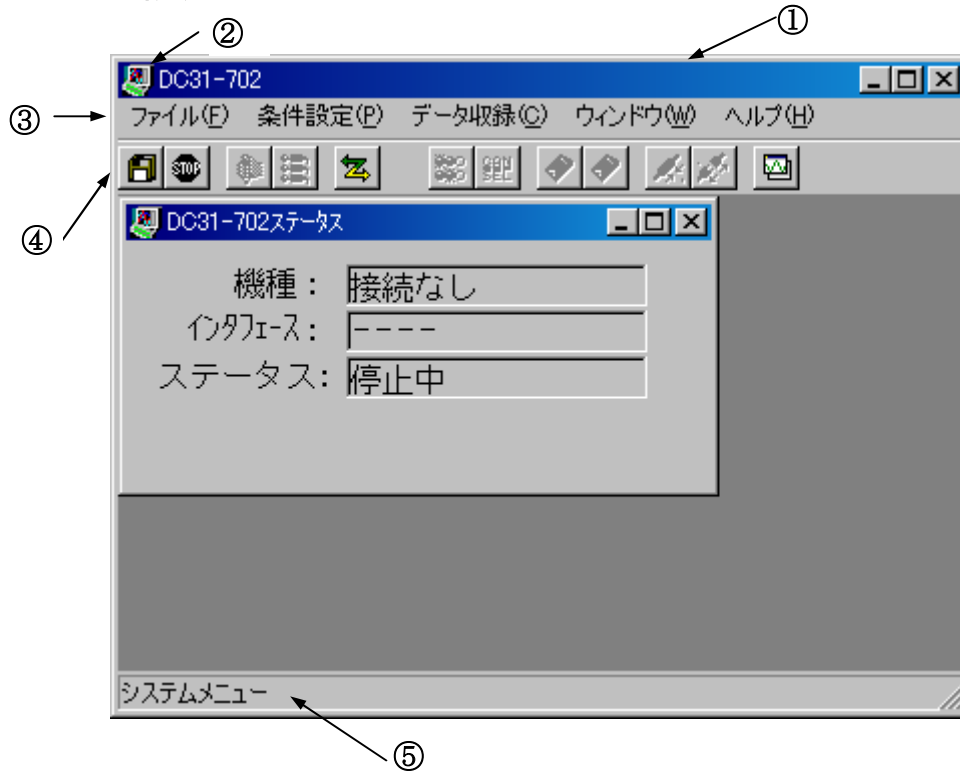 ①
②
DC31-702
③
ファイル(F) 条件設定(P) データ収録(C) ウィンドウ(W) ヘルプ(H)
STOP
④
DC31-702ステータス
機種： 接続なし
インタフェース： ----
ステータス： 停止中
システムメニュー
⑤